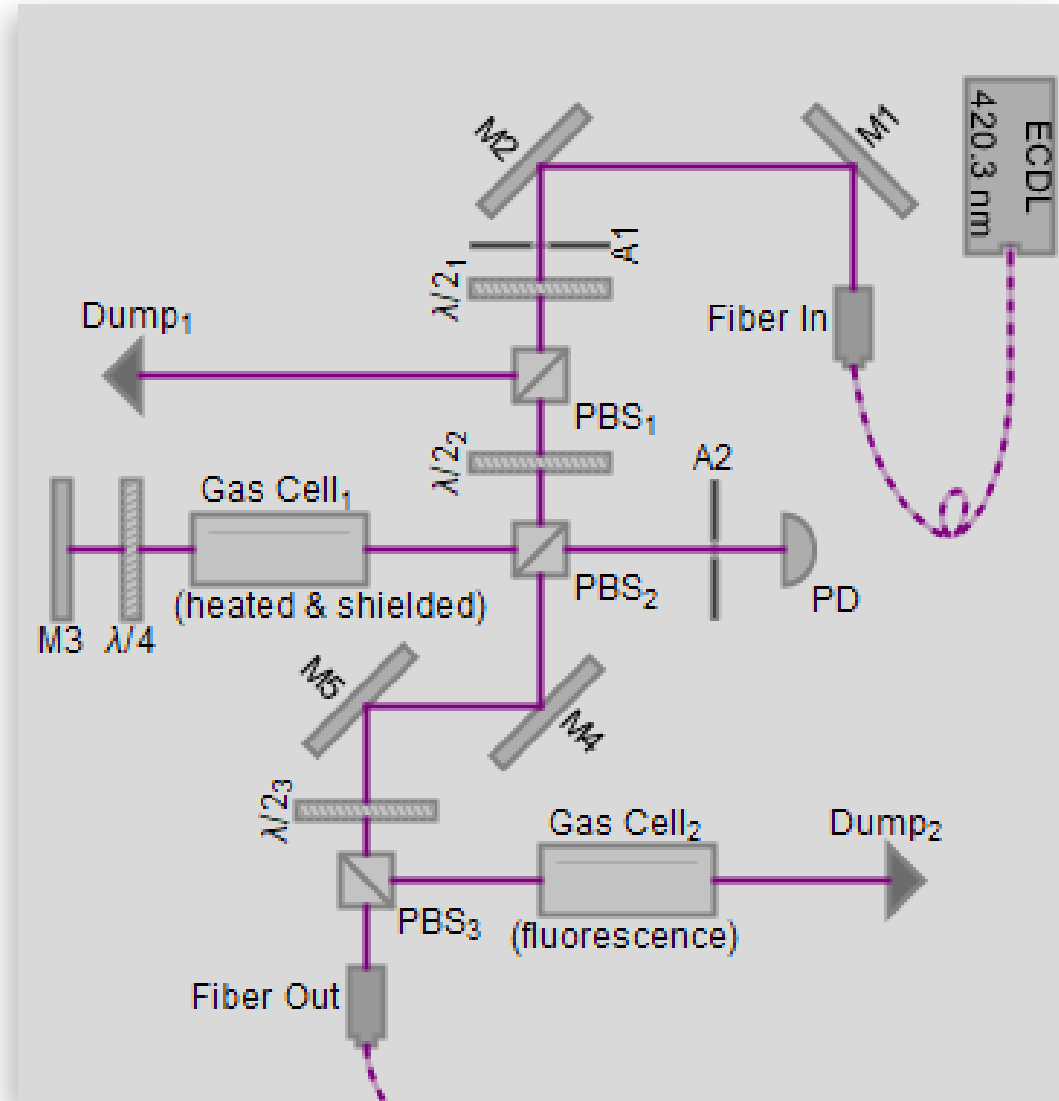 M2
M1
ECDL
420.3 nm
A1
λ/2₁
Dump₁
Fiber In
PBS₁
λ/2₂
A2
Gas Cell₁
(heated & shielded)
PBS₂
PD
M3
λ/4
M5
M4
λ/2₃
Gas Cell₂
Dump₂
PBS₃
(fluorescence)
Fiber Out